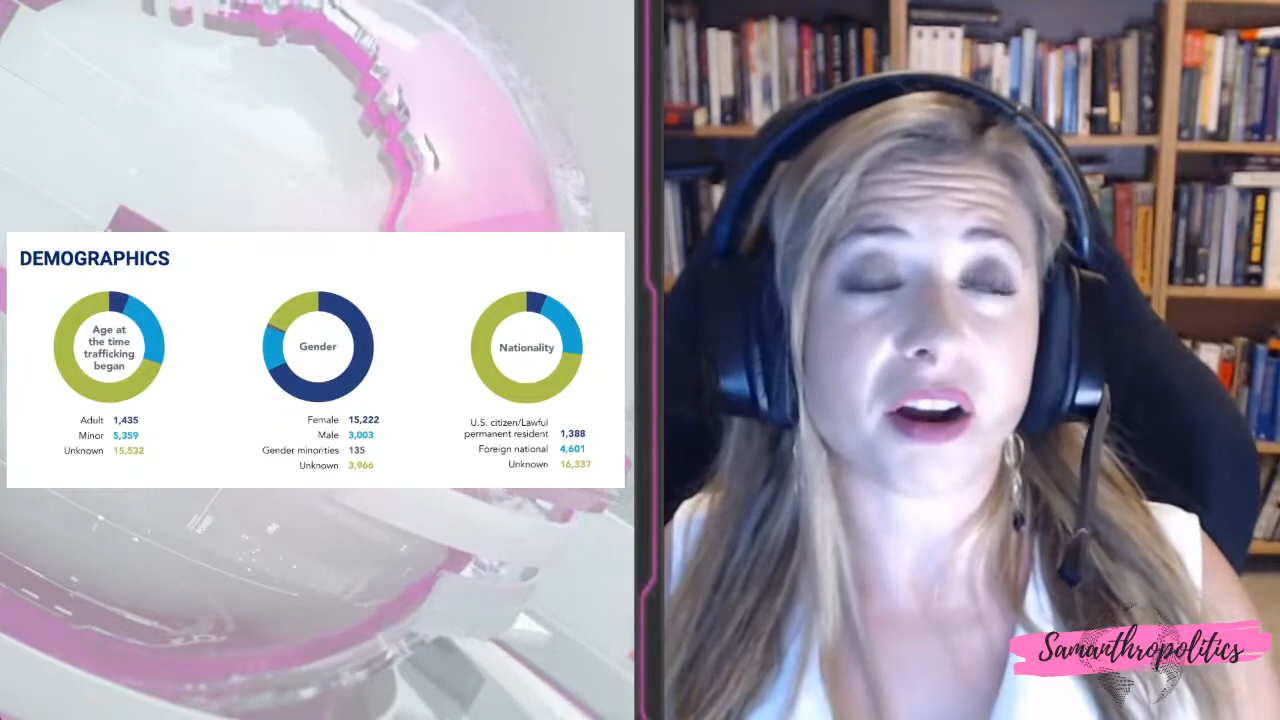 DEMOGRAPHICS
Age at
the time
trafficking
began
Adult 1,435
Minor 5,359
Unknown 15,532
Gender
Female 15,222
Male 3,003
Gender minorities 135
Unknown 3,966
Nationality
U.S. citizen/Lawful
permanent resident 1,388
Foreign national 4,601
Unknown 16,337
Samanthropolitics